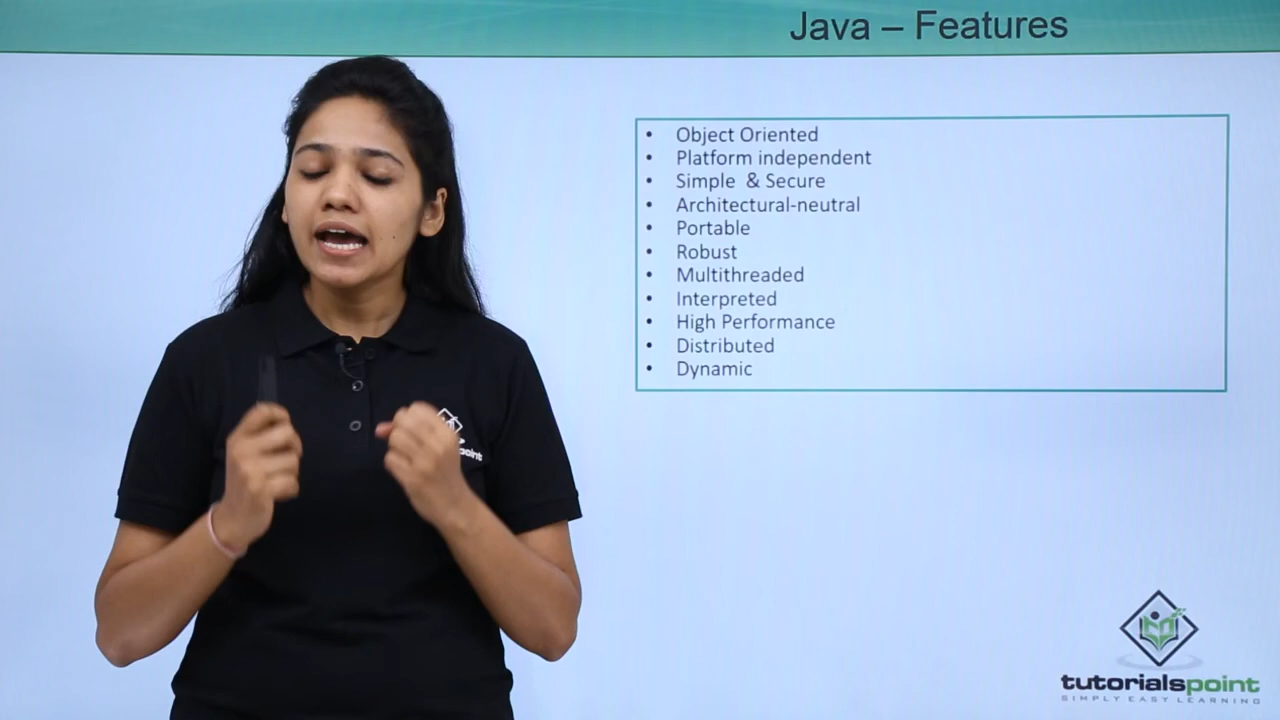 Java – Features
• Object Oriented
• Platform independent
• Simple & Secure
• Architectural-neutral
• Portable
• Robust
• Multithreaded
• Interpreted
• High Performance
• Distributed
• Dynamic
point
tutorialspoint
SIMPLY EASY LEARNING